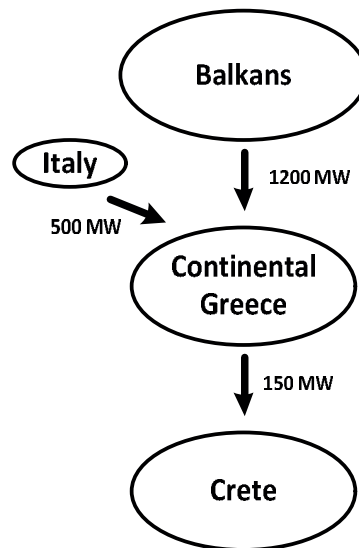 Balkans
Italy
1200 MW
500 MW
Continental
Greece
150 MW
Crete